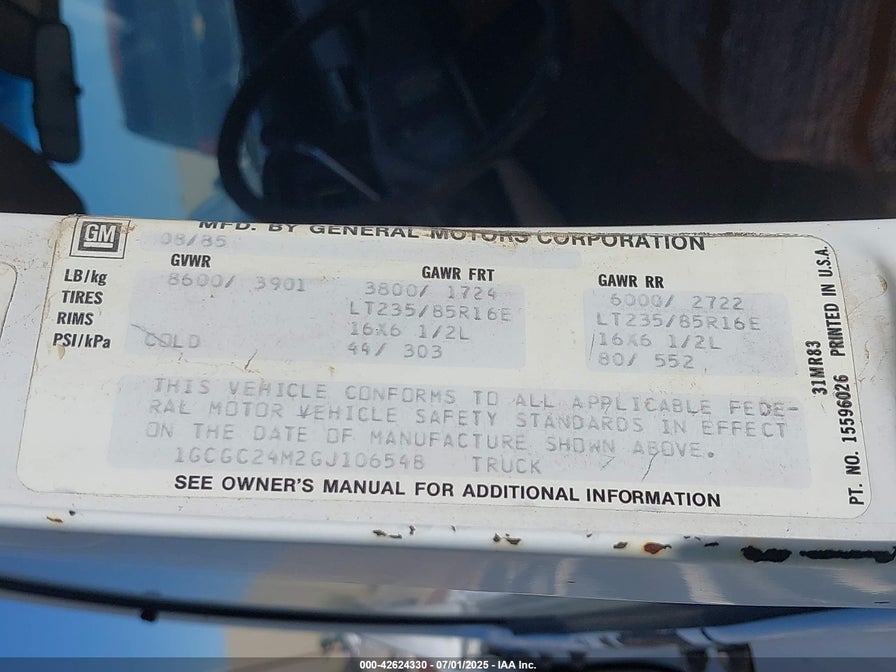 GM
MFD. BY GENERAL MOTORS CORPORATION
08/85
GVWR GAWR FRT GAWR RR
LB/kg 8600/ 3901 3800/ 1724 6000/ 2722
TIRES LT235/85R16E LT235/85R16E
RIMS 16X6 1/2L 16X6 1/2L
PSI/kPa COLD 44/ 303 80/ 552
THIS VEHICLE CONFORMS TO ALL APPLICABLE FEDE-
RAL MOTOR VEHICLE SAFETY STANDARDS IN EFFECT
ON THE DATE OF MANUFACTURE SHOWN ABOVE.
1GCGC24M2GJ106548 TRUCK
SEE OWNER'S MANUAL FOR ADDITIONAL INFORMATION
31MR83
PT. NO. 15596026 PRINTED IN U.S.A.
000-42624330 - 07/01/2025 - IAA Inc.